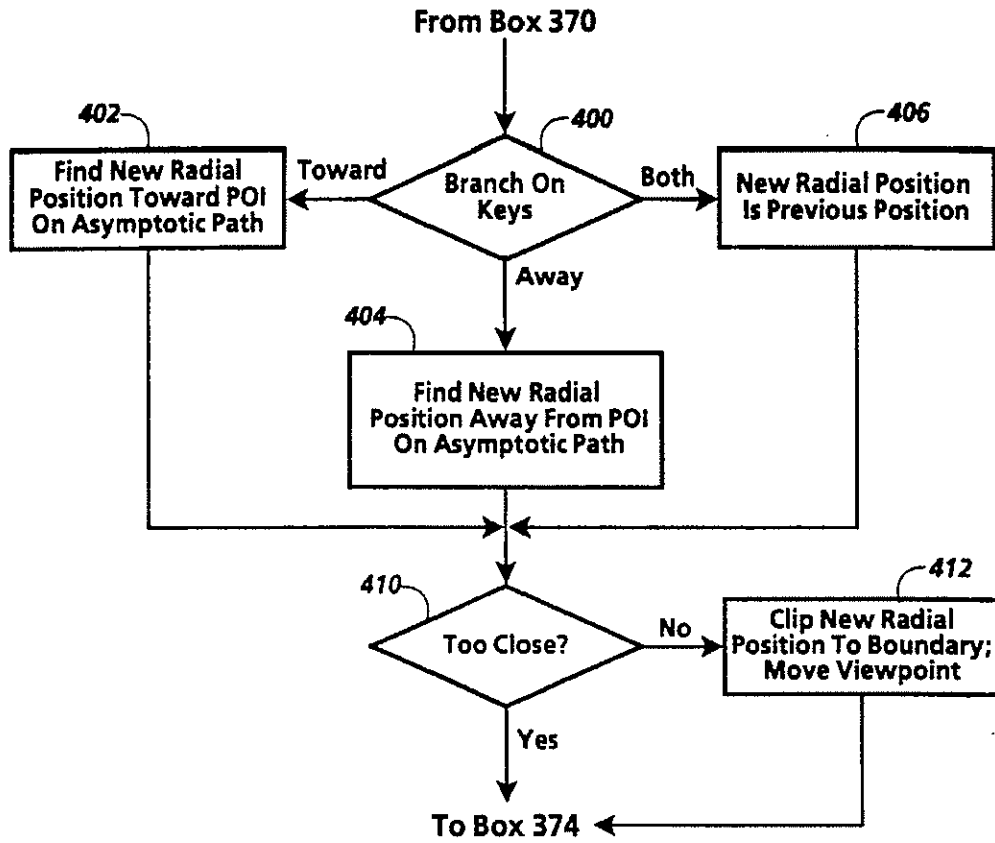 From Box 370
402
400
406
Find New Radial
Position Toward POI
On Asymptotic Path
Toward
Branch On
Keys
Both
New Radial Position
Is Previous Position
Away
404
Find New Radial
Position Away From POI
On Asymptotic Path
410
412
Too Close?
No
Clip New Radial
Position To Boundary;
Move Viewpoint
Yes
To Box 374